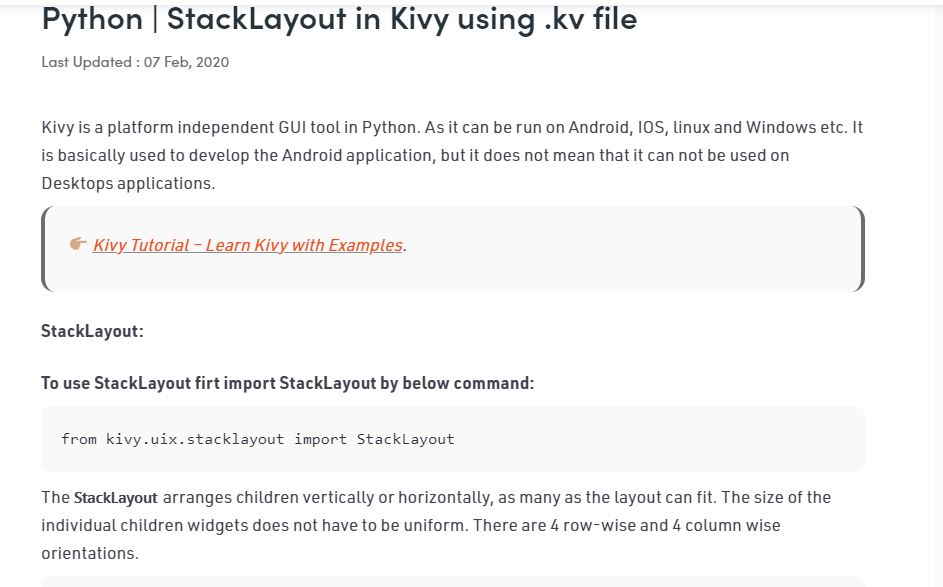 Python | StackLayout in Kivy using .kv file
Last Updated : 07 Feb, 2020
Kivy is a platform independent GUI tool in Python. As it can be run on Android, IOS, linux and Windows etc. It
is basically used to develop the Android application, but it does not mean that it can not be used on
Desktops applications.
👉🏽 Kivy Tutorial – Learn Kivy with Examples.
StackLayout:
To use StackLayout firt import StackLayout by below command:
from kivy.uix.stacklayout import StackLayout
The StackLayout arranges children vertically or horizontally, as many as the layout can fit. The size of the
individual children widgets does not have to be uniform. There are 4 row-wise and 4 column wise
orientations.